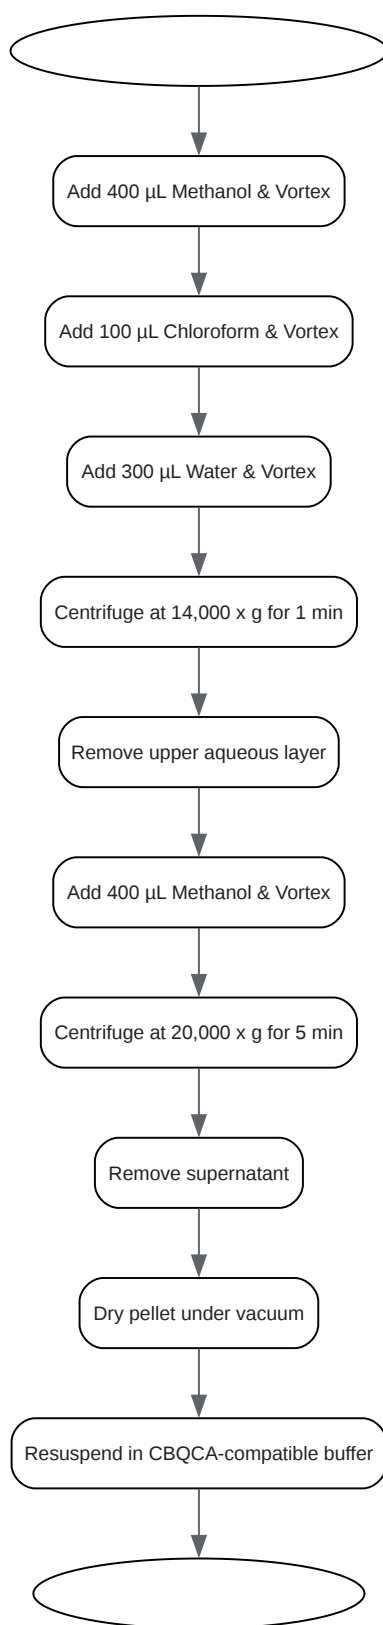 Add 400 µL Methanol & Vortex
Add 100 µL Chloroform & Vortex
Add 300 µL Water & Vortex
Centrifuge at 14,000 x g for 1 min
Remove upper aqueous layer
Add 400 µL Methanol & Vortex
Centrifuge at 20,000 x g for 5 min
Remove supernatant
Dry pellet under vacuum
Resuspend in CBQCA-compatible buffer